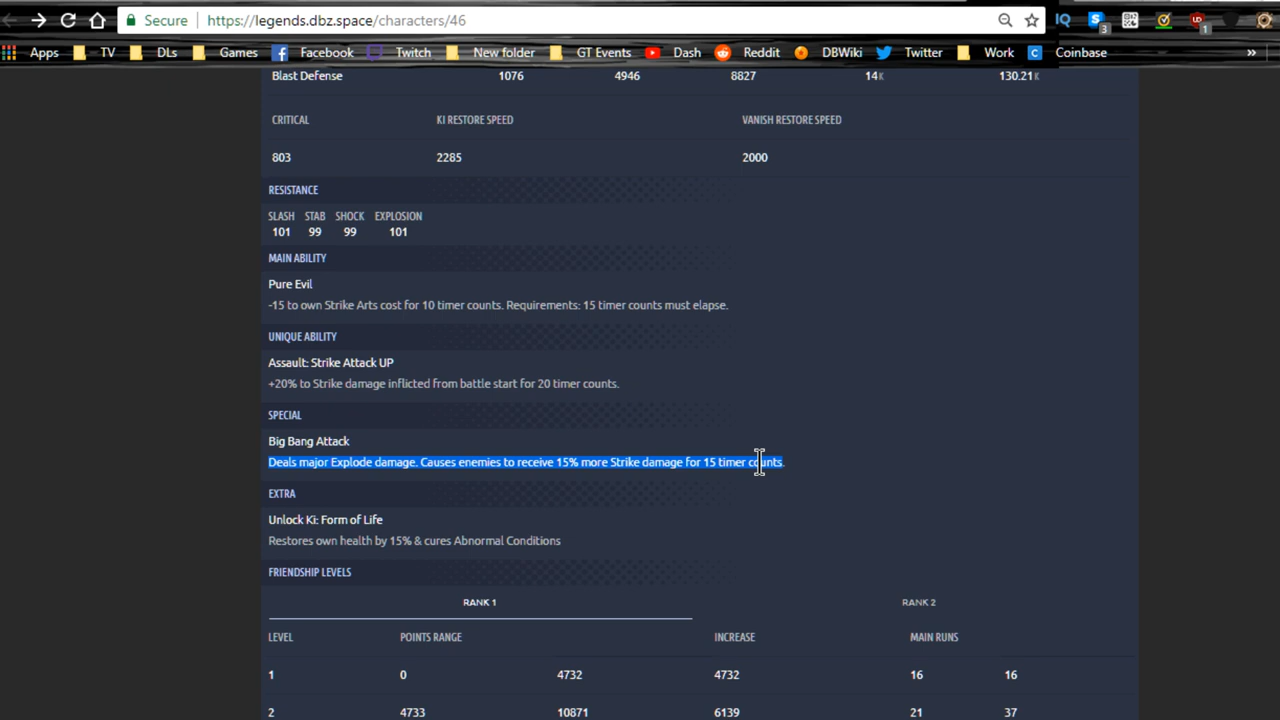 Secure https://legends.dbz.space/characters/46 IQ 3 UD 1
Apps TV DLs Games Facebook Twitch New folder GT Events Dash Reddit DBWiki Twitter Work C Coinbase »
Blast Defense 1076 4946 8827 14K 130.21K
CRITICAL KI RESTORE SPEED VANISH RESTORE SPEED
803 2285 2000
RESISTANCE
SLASH STAB SHOCK EXPLOSION
101 99 99 101
MAIN ABILITY
Pure Evil
-15 to own Strike Arts cost for 10 timer counts. Requirements: 15 timer counts must elapse.
UNIQUE ABILITY
Assault: Strike Attack UP
+20% to Strike damage inflicted from battle start for 20 timer counts.
SPECIAL
Big Bang Attack
Deals major Explode damage. Causes enemies to receive 15% more Strike damage for 15 timer counts.
EXTRA
Unlock Ki: Form of Life
Restores own health by 15% & cures Abnormal Conditions
FRIENDSHIP LEVELS
RANK 1 RANK 2
LEVEL POINTS RANGE INCREASE MAIN RUNS
1 0 4732 4732 16 16
2 4733 10871 6139 21 37